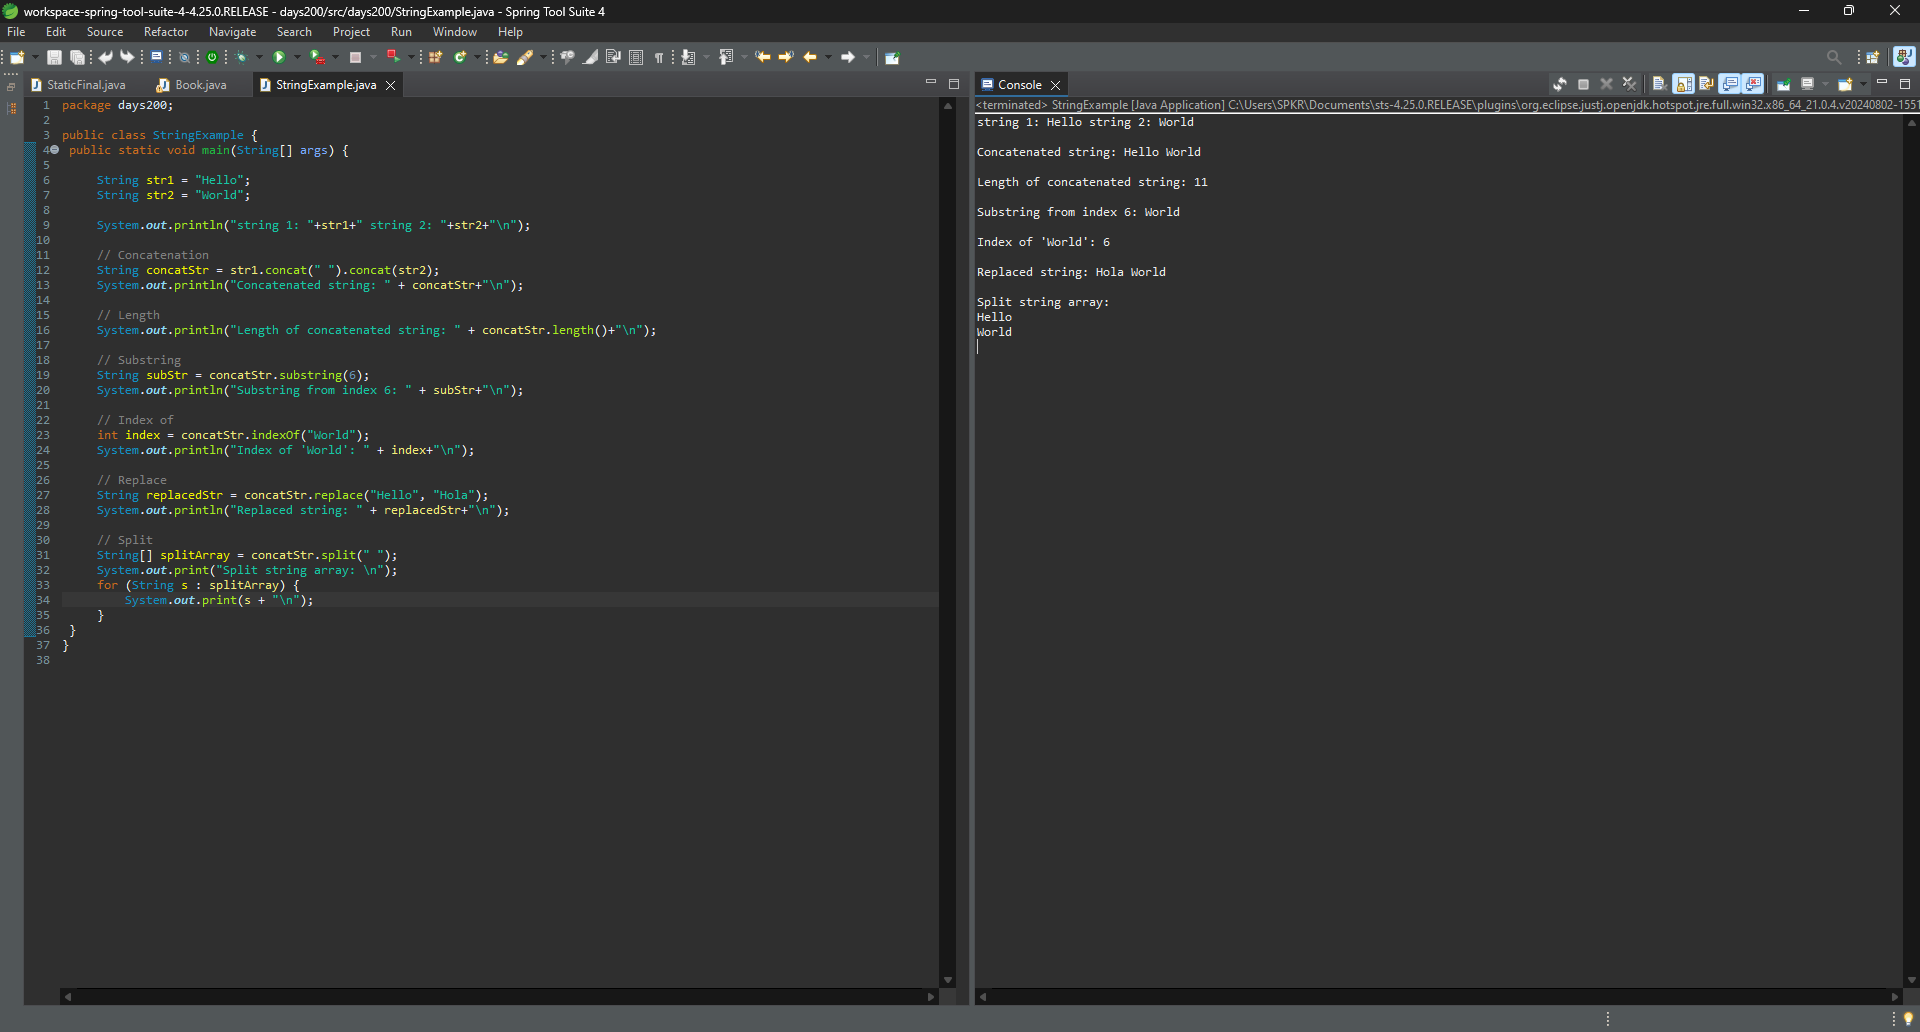 workspace-spring-tool-suite-4-4.25.0.RELEASE - days200/src/days200/StringExample.java - Spring Tool Suite 4
File Edit Source Refactor Navigate Search Project Run Window Help
StaticFinal.java Book.java StringExample.java
1 package days200;
2
3 public class StringExample {
4 public static void main(String[] args) {
5
6 String str1 = "Hello";
7 String str2 = "World";
8
9 System.out.println("string 1: "+str1+" string 2: "+str2+"\n");
10
11 // Concatenation
12 String concatStr = str1.concat(" ").concat(str2);
13 System.out.println("Concatenated string: " + concatStr+"\n");
14
15 // Length
16 System.out.println("Length of concatenated string: " + concatStr.length()+"\n");
17
18 // Substring
19 String subStr = concatStr.substring(6);
20 System.out.println("Substring from index 6: " + subStr+"\n");
21
22 // Index of
23 int index = concatStr.indexOf("World");
24 System.out.println("Index of 'World': " + index+"\n");
25
26 // Replace
27 String replacedStr = concatStr.replace("Hello", "Hola");
28 System.out.println("Replaced string: " + replacedStr+"\n");
29
30 // Split
31 String[] splitArray = concatStr.split(" ");
32 System.out.print("Split string array: \n");
33 for (String s : splitArray) {
34 System.out.print(s + "\n");
35 }
36 }
37 }
38
Console
<terminated> StringExample [Java Application] C:\Users\SPKR\Documents\sts-4.25.0.RELEASE\plugins\org.eclipse.justj.openjdk.hotspot.jre.full.win32.x86_64_21.0.4.v20240802-1551
string 1: Hello string 2: World
Concatenated string: Hello World
Length of concatenated string: 11
Substring from index 6: World
Index of 'World': 6
Replaced string: Hola World
Split string array:
Hello
World